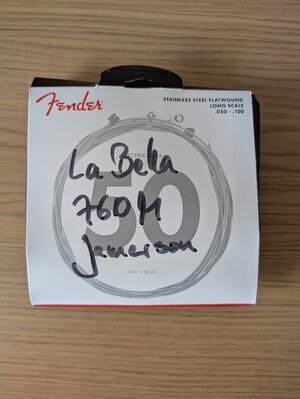 Fender
STAINLESS STEEL FLATWOUND
LONG SCALE
.050 - .100
La Bella
50
760M
Jamerson
MADE IN THE USA